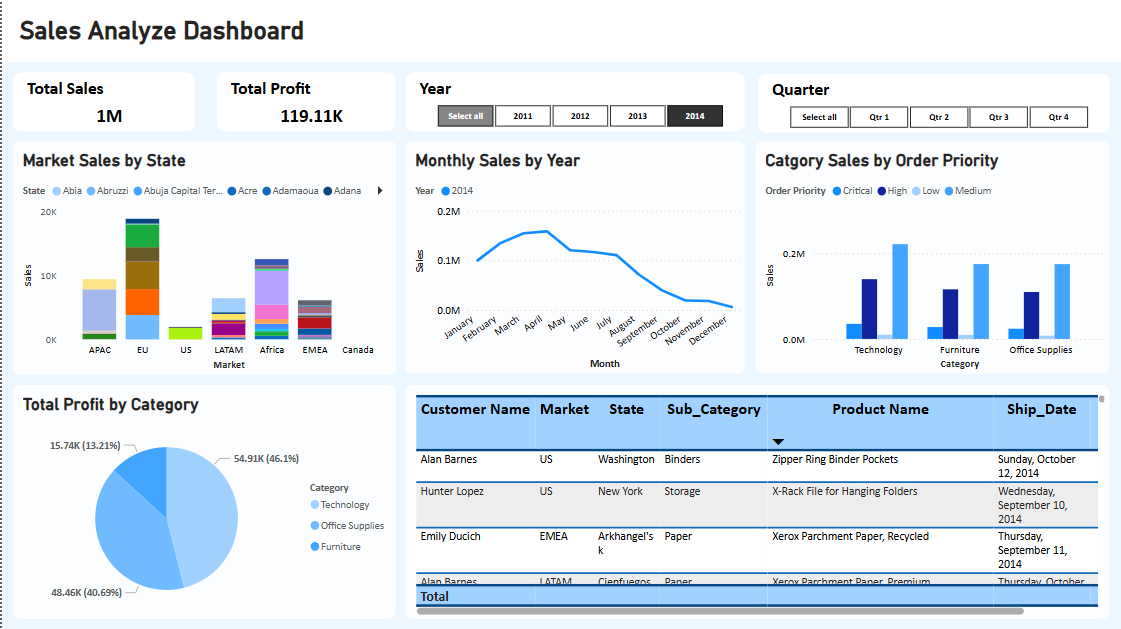 Sales Analyze Dashboard
Total Sales
1M
Total Profit
119.11K
Year
Select all 2011 2012 2013 2014
Quarter
Select all Qtr 1 Qtr 2 Qtr 3 Qtr 4
Market Sales by State
State Abia Abruzzi Abuja Capital Ter... Acre Adamaoua Adana
20K
10K
0K
Sales
APAC EU US LATAM Africa EMEA Canada
Market
Monthly Sales by Year
Year 2014
0.2M
0.1M
0.0M
Sales
January February March April May June July August September October November December
Month
Catgory Sales by Order Priority
Order Priority Critical High Low Medium
0.2M
0.0M
Sales
Technology Furniture Office Supplies
Category
Total Profit by Category
15.74K (13.21%)
54.91K (46.1%)
48.46K (40.69%)
Category
Technology
Office Supplies
Furniture
Customer Name Market State Sub_Category Product Name Ship_Date
Alan Barnes US Washington Binders Zipper Ring Binder Pockets Sunday, October
12, 2014
Hunter Lopez US New York Storage X-Rack File for Hanging Folders Wednesday,
September 10,
2014
Emily Ducich EMEA Arkhangel's Paper Xerox Parchment Paper, Recycled Thursday,
k September 11,
2014
Alan Barnes LATAM Cienfuegos Paper Xerox Parchment Paper, Premium Thursday, October
Total